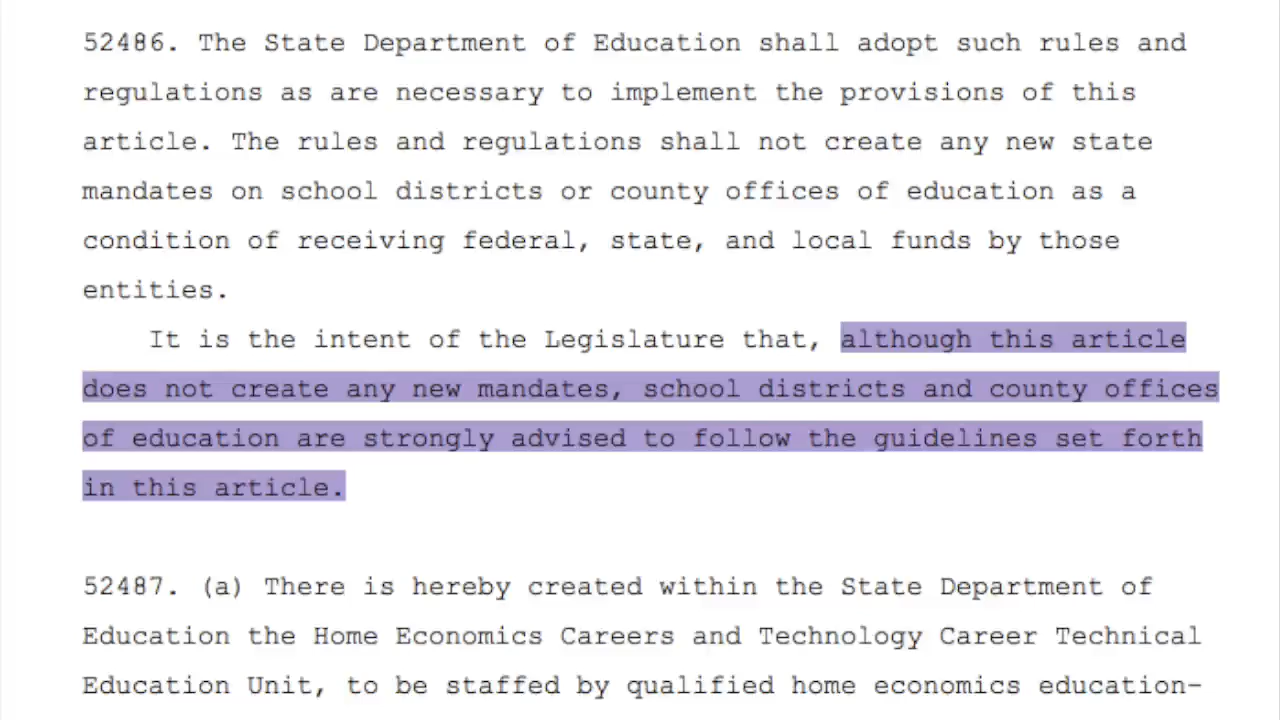 52486. The State Department of Education shall adopt such rules and
regulations as are necessary to implement the provisions of this
article. The rules and regulations shall not create any new state
mandates on school districts or county offices of education as a
condition of receiving federal, state, and local funds by those
entities.
It is the intent of the Legislature that, although this article
does not create any new mandates, school districts and county offices
of education are strongly advised to follow the guidelines set forth
in this article.
52487. (a) There is hereby created within the State Department of
Education the Home Economics Careers and Technology Career Technical
Education Unit, to be staffed by qualified home economics education-